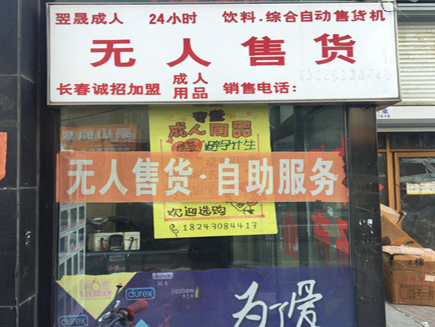 翌晟成人 24小时 饮料.综合自动售货机
无人售货
长春诚招加盟 成人用品 销售电话:
成人用品
计生
无人售货·自助服务
欢迎选购
18243084413
durex
durex
jissbon
为了爱